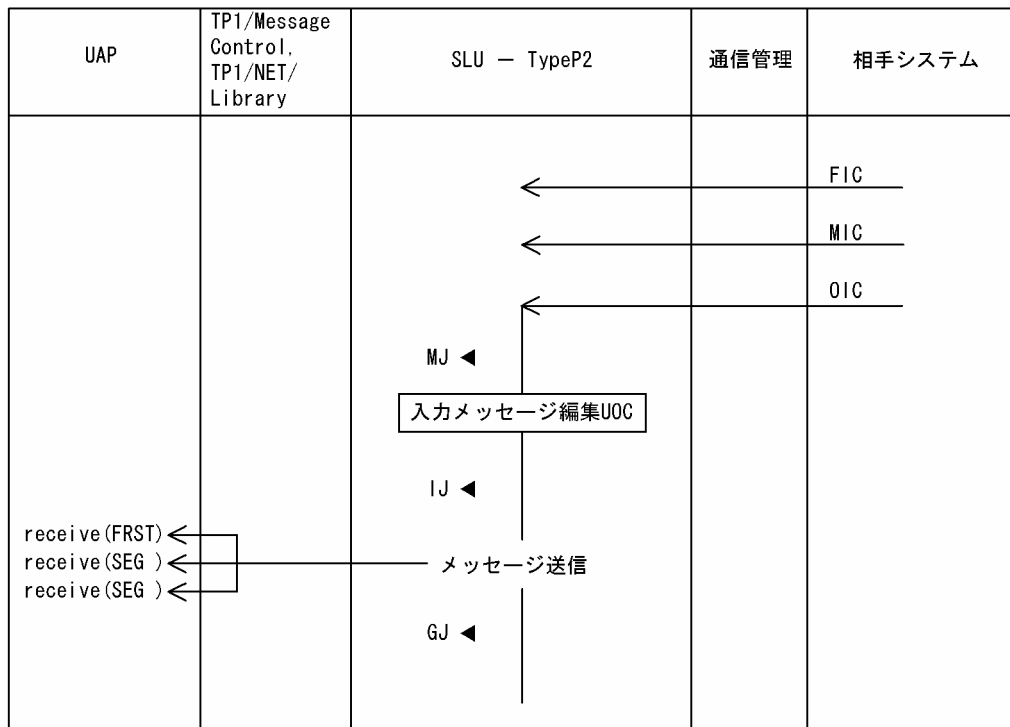 UAP
TP1/Message
Control,
TP1/NET/
Library
SLU － TypeP2
通信管理
相手システム
FIC
MIC
OIC
MJ ◀
入力メッセージ編集UOC
IJ ◀
receive(FRST)
receive(SEG )
メッセージ送信
receive(SEG )
GJ ◀